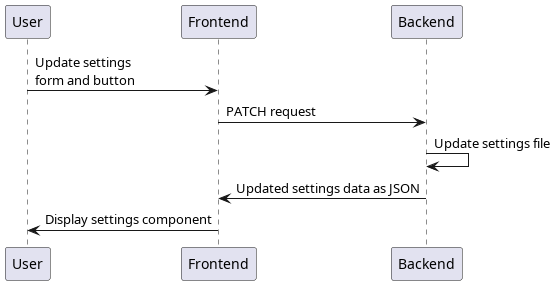 User
Frontend
Backend
Update settings
form and button
PATCH request
Update settings file
Updated settings data as JSON
Display settings component
User
Frontend
Backend